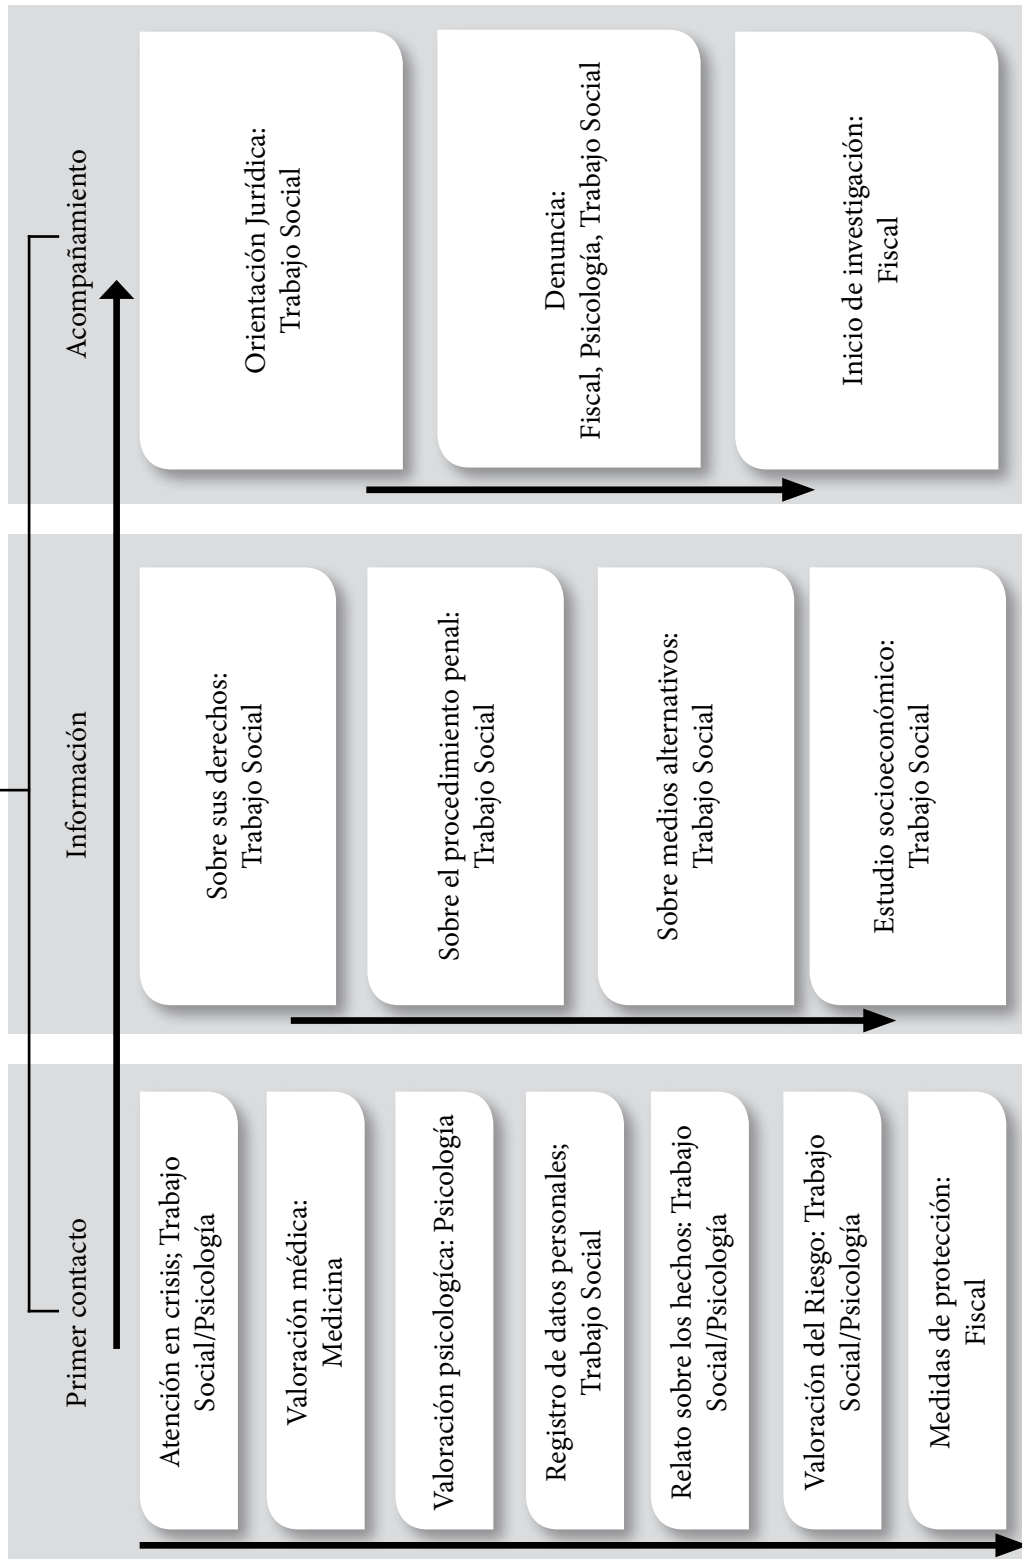 Primer contacto
Atención en crisis; Trabajo
Social/Psicología
Valoración médica:
Medicina
Valoración psicologíca: Psicología
Registro de datos personales;
Trabajo Social
Relato sobre los hechos: Trabajo
Social/Psicología
Valoración del Riesgo: Trabajo
Social/Psicología
Medidas de protección:
Fiscal
Información
Sobre sus derechos:
Trabajo Social
Sobre el procedimiento penal:
Trabajo Social
Sobre medios alternativos:
Trabajo Social
Estudio socioeconómico:
Trabajo Social
Acompañamiento
Orientación Jurídica:
Trabajo Social
Denuncia:
Fiscal, Psicología, Trabajo Social
Inicio de investigación:
Fiscal